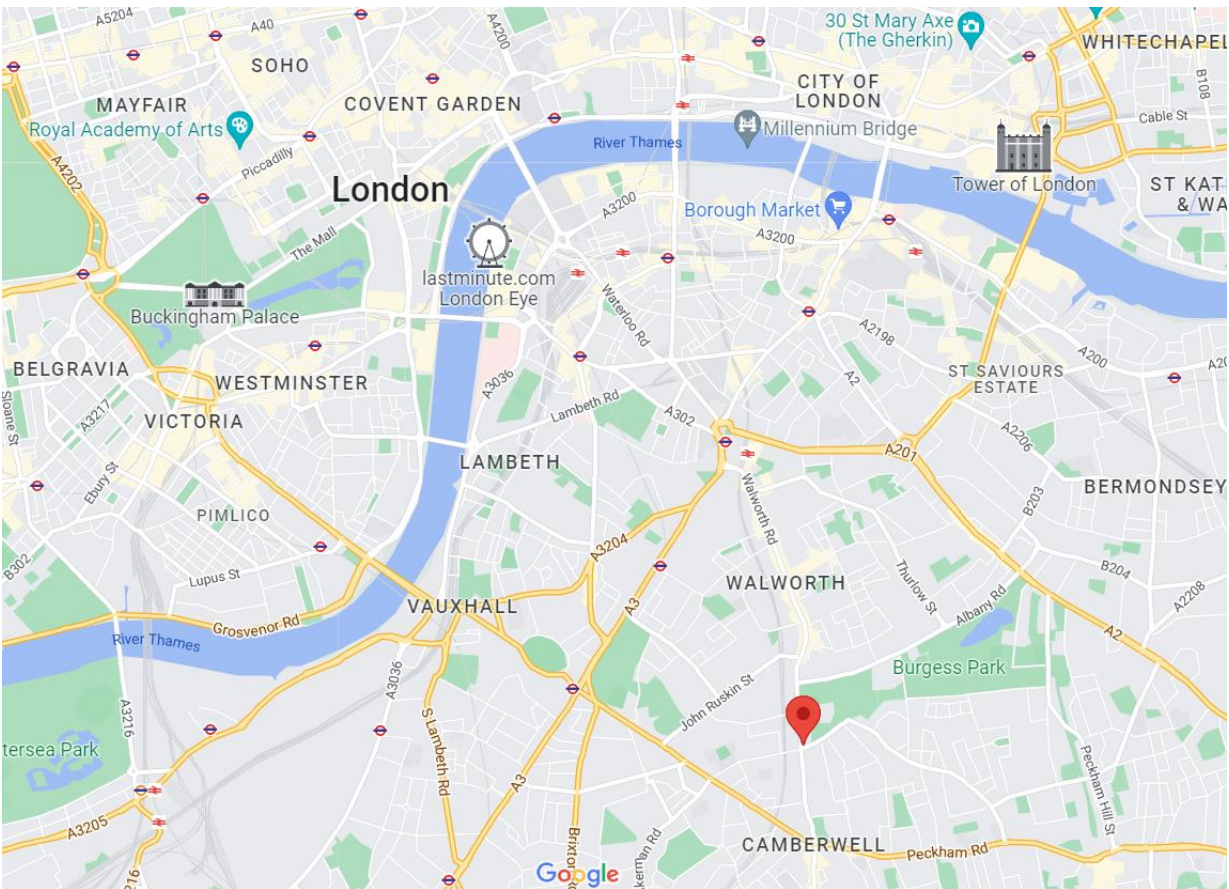 A5204
A40
A4200
30 St Mary Axe
(The Gherkin)
WHITECHAPEL
SOHO
MAYFAIR
COVENT GARDEN
CITY OF
LONDON
B108
Royal Academy of Arts
Piccadilly
River Thames
Millennium Bridge
Cable St
A4202
London
A3200
Borough Market
A3200
Tower of London
ST KAT
& WA
The Mall
lastminute.com
London Eye
Buckingham Palace
Waterloo Rd
A2198
A200
A20
BELGRAVIA
WESTMINSTER
A3036
A2
ST SAVIOURS
ESTATE
Sloane St
A3217
VICTORIA
Lambeth Rd
A302
A2206
A201
LAMBETH
Ebury St
Walworth Rd
B203
BERMONDSEY
PIMLICO
A3204
B302
Lupus St
WALWORTH
Thurlow St
B204
A2208
VAUXHALL
A3
Albany Rd
Grosvenor Rd
River Thames
A2
A3036
Burgess Park
John Ruskin St
A3216
S Lambeth Rd
tersea Park
A3
Peckham Hill St
A3205
Brixton
kerman Rd
CAMBERWELL
Peckham Rd
Google